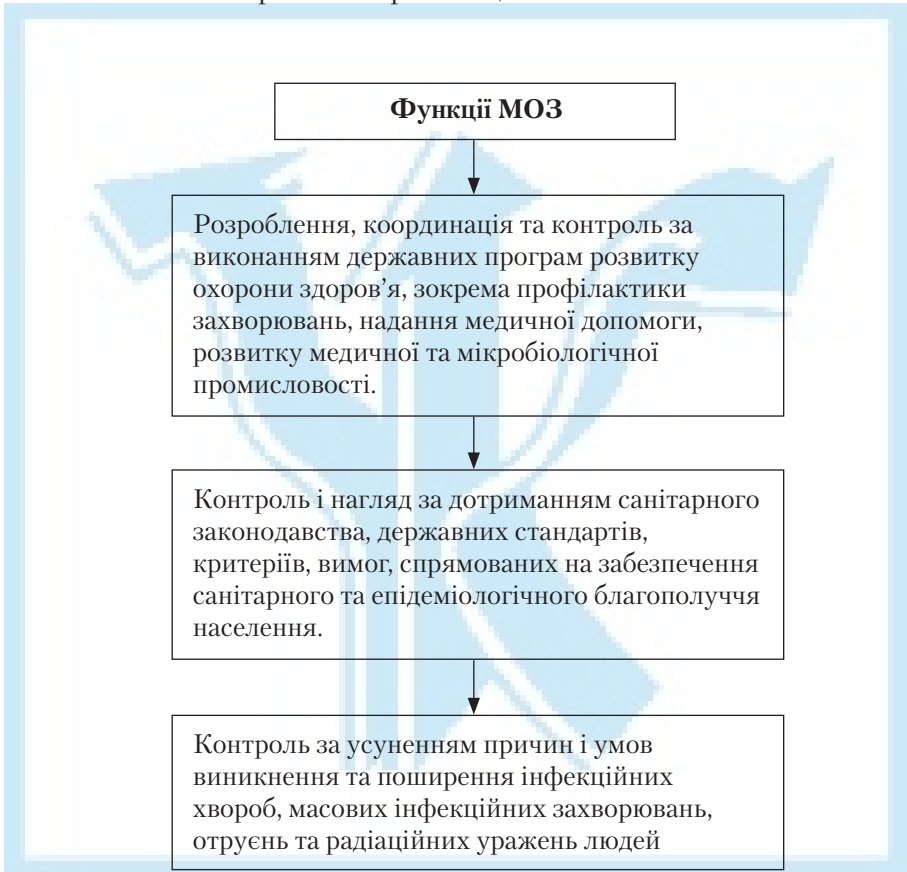 Функції МОЗ
Розроблення, координація та контроль за
виконанням державних програм розвитку
охорони здоров’я, зокрема профілактики
захворювань, надання медичної допомоги,
розвитку медичної та мікробіологічної
промисловості.
Контроль і нагляд за дотриманням санітарного
законодавства, державних стандартів,
критеріїв, вимог, спрямованих на забезпечення
санітарного та епідеміологічного благополуччя
населення.
Контроль за усуненням причин і умов
виникнення та поширення інфекційних
хвороб, масових інфекційних захворювань,
отруєнь та радіаційних уражень людей